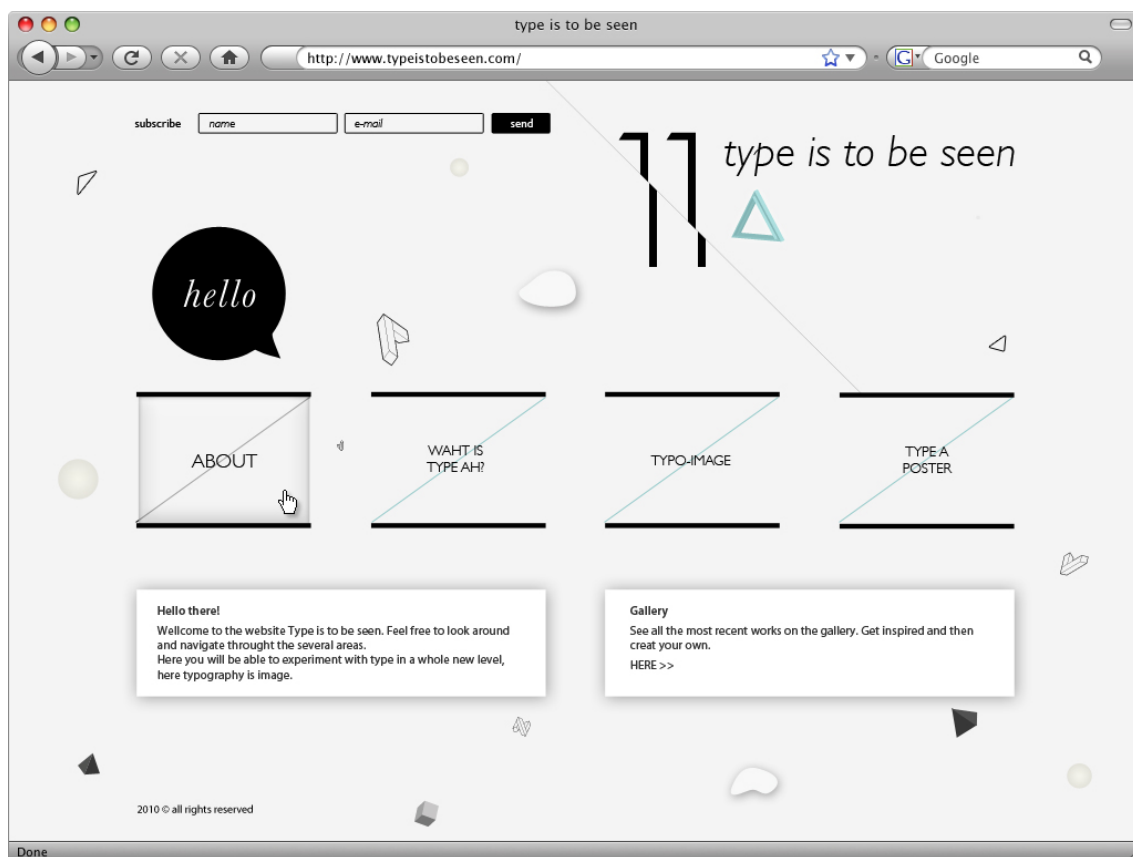 type is to be seen
http://www.typeistobeseen.com/
Google
subscribe name e-mail send
11 type is to be seen
hello
ABOUT
WAHT IS
TYPE AH?
TYPO-IMAGE
TYPE A
POSTER
Hello there!
Wellcome to the website Type is to be seen. Feel free to look around
and navigate throught the several areas.
Here you will be able to experiment with type in a whole new level,
here typography is image.
Gallery
See all the most recent works on the gallery. Get inspired and then
creat your own.
HERE >>
2010 © all rights reserved
Done